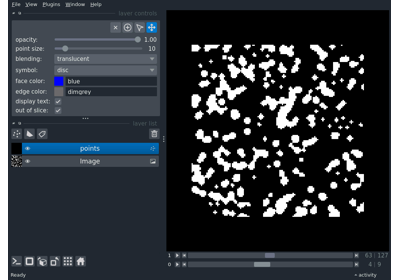 File View Plugins Window Help
layer controls
opacity: 1.00
point size: 10
blending: translucent
symbol: disc
face color: blue
edge color: dimgrey
display text:
out of slice:
layer list
points
Image
1 63 127
0 4 9
Ready
activity